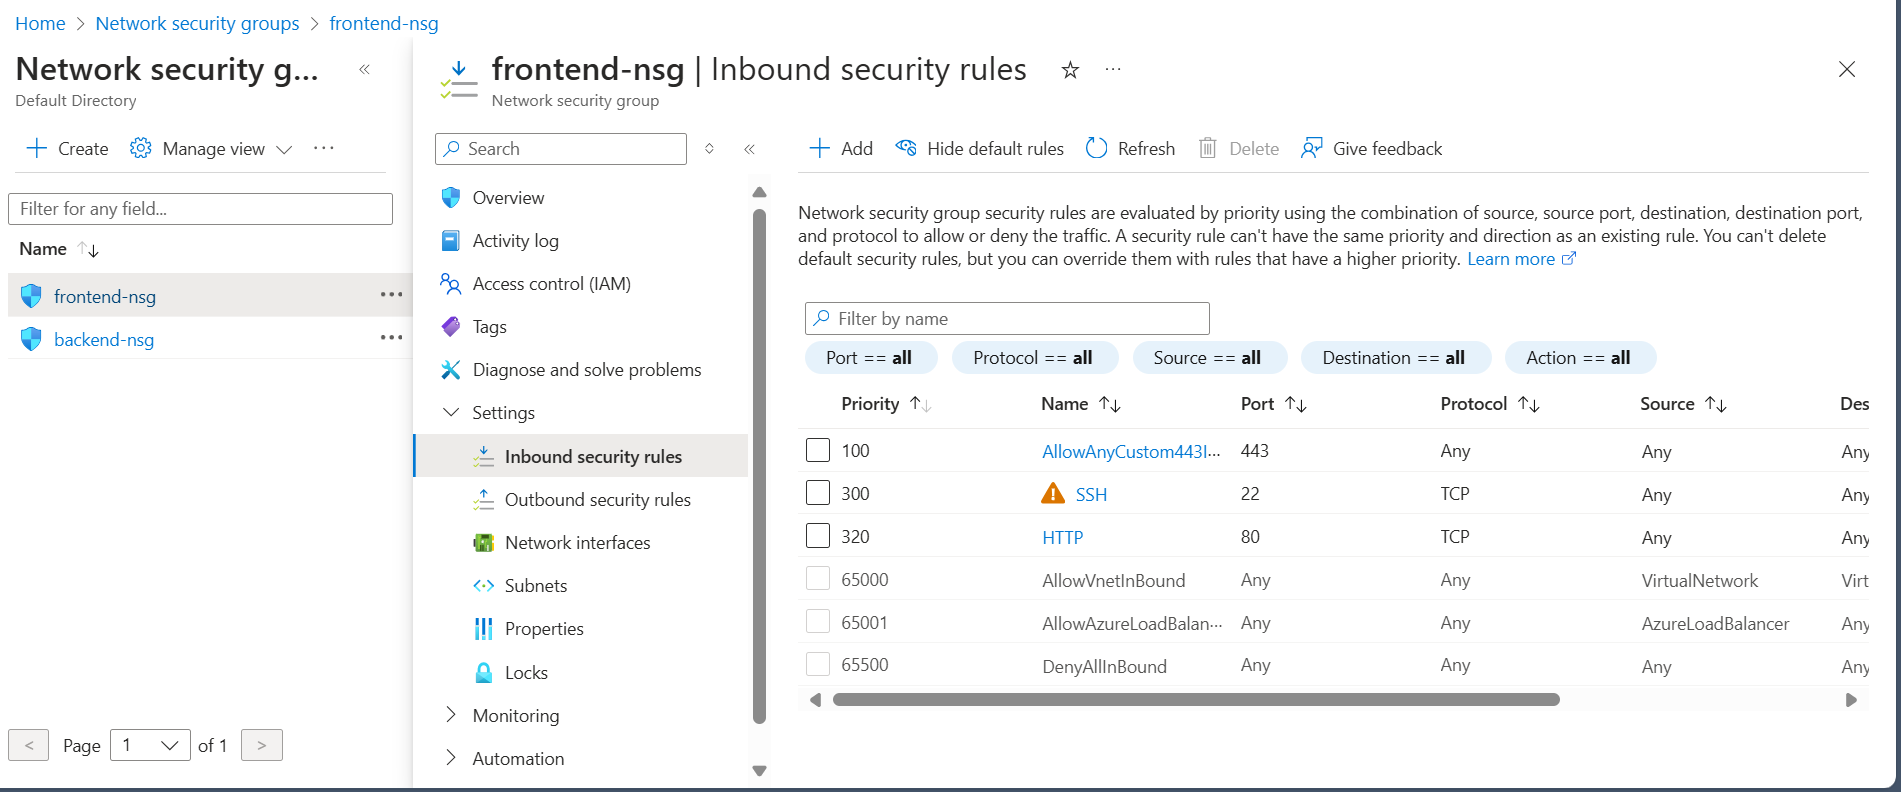 Home > Network security groups > frontend-nsg
Network security g... «
Default Directory
+ Create Manage view ...
Filter for any field...
Name ↑↓
frontend-nsg ...
backend-nsg ...
< Page 1 of 1 >
frontend-nsg | Inbound security rules ...
Network security group
Search «
Overview
Activity log
Access control (IAM)
Tags
Diagnose and solve problems
Settings
Inbound security rules
Outbound security rules
Network interfaces
Subnets
Properties
Locks
Monitoring
Automation
+ Add Hide default rules Refresh Delete Give feedback
Network security group security rules are evaluated by priority using the combination of source, source port, destination, destination port,
and protocol to allow or deny the traffic. A security rule can't have the same priority and direction as an existing rule. You can't delete
default security rules, but you can override them with rules that have a higher priority. Learn more
Filter by name
Port == all Protocol == all Source == all Destination == all Action == all
Priority ↑↓ Name ↑↓ Port ↑↓ Protocol ↑↓ Source ↑↓ Des
100 AllowAnyCustom443I... 443 Any Any Any
300 SSH 22 TCP Any Any
320 HTTP 80 TCP Any Any
65000 AllowVnetInBound Any Any VirtualNetwork Virt
65001 AllowAzureLoadBalan... Any Any AzureLoadBalancer Any
65500 DenyAllInBound Any Any Any Any